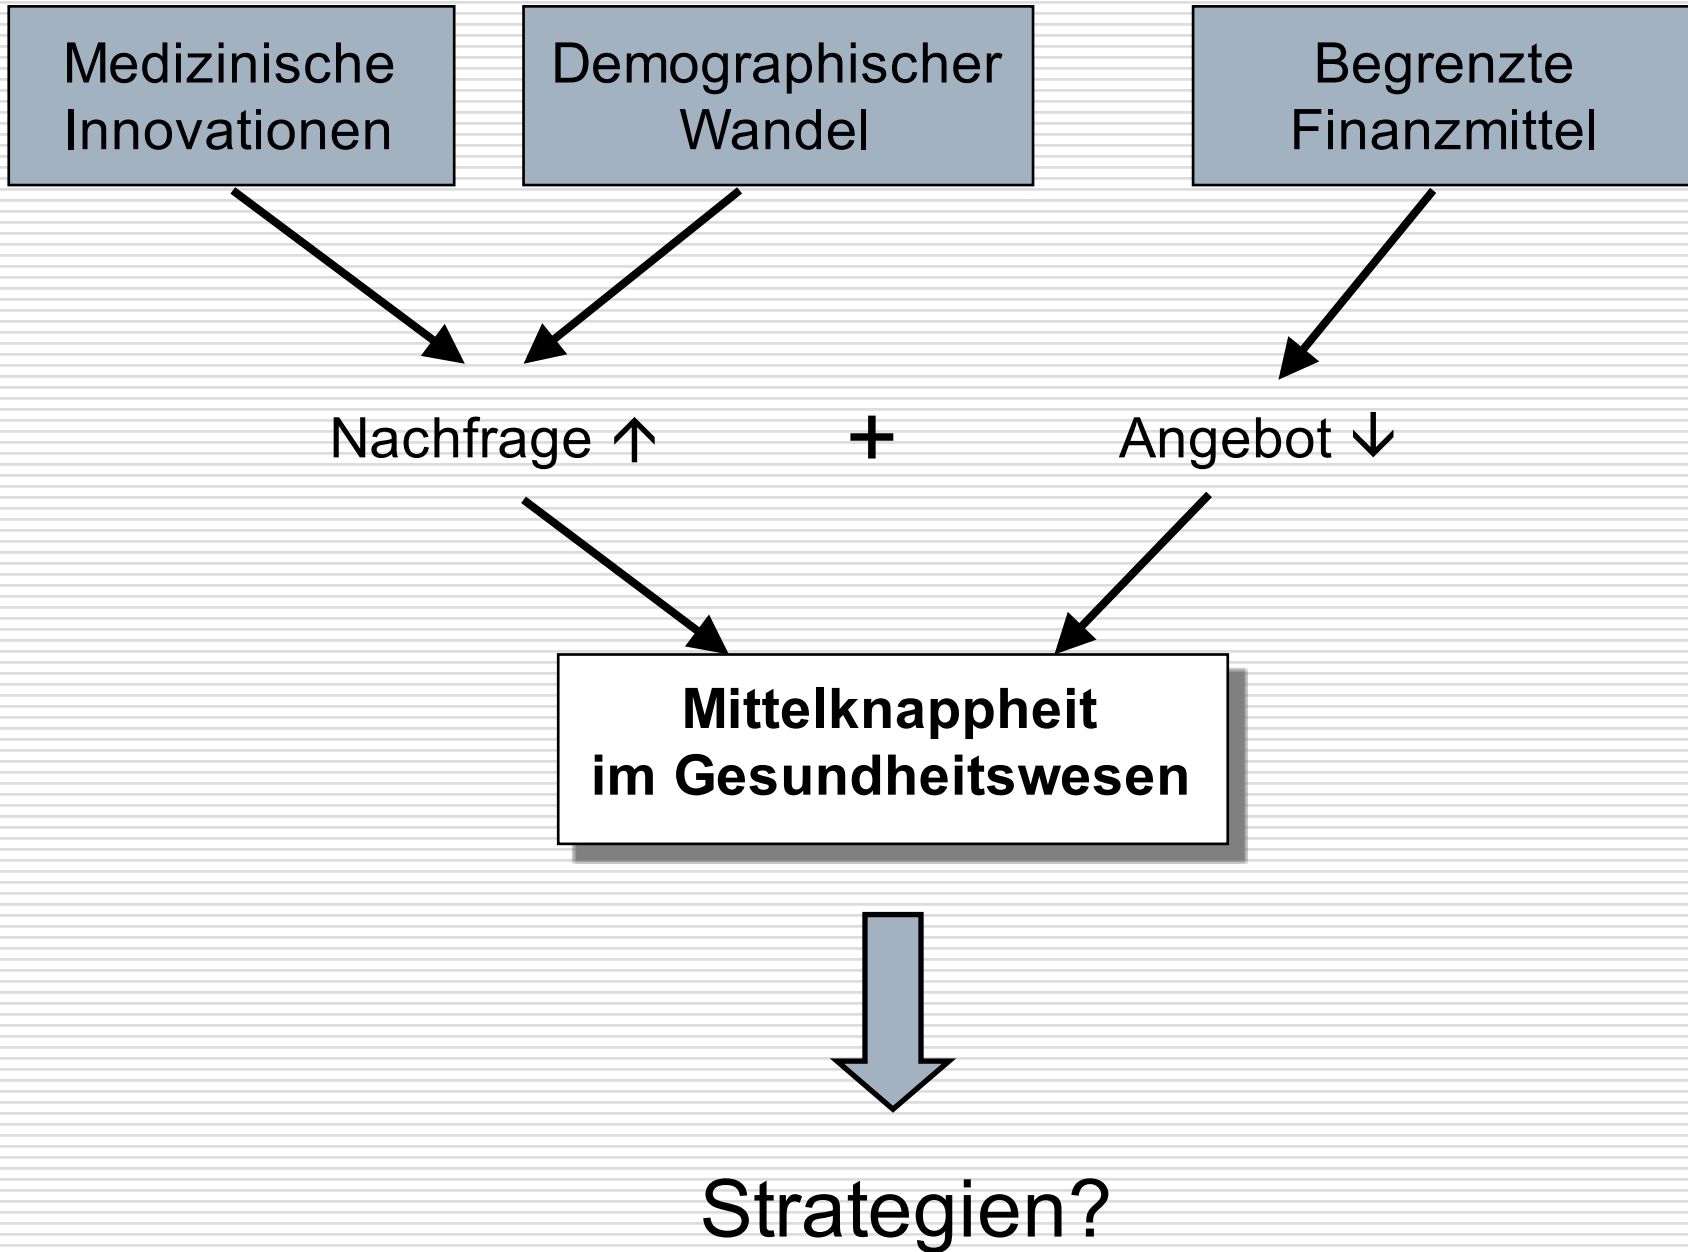 Medizinische
Innovationen
Demographischer
Wandel
Begrenzte
Finanzmittel
Nachfrage ↑ + Angebot ↓
Mittelknappheit
im Gesundheitswesen
Strategien?